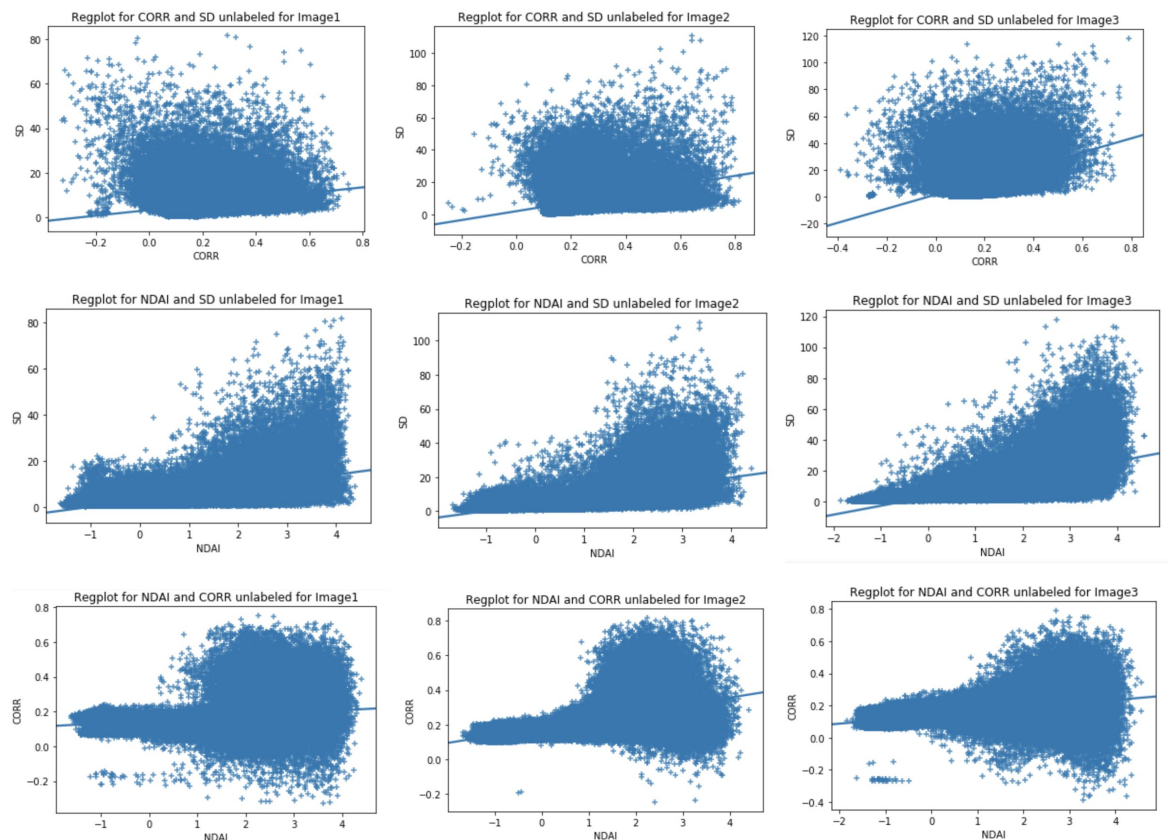 Regplot for CORR and SD unlabeled for Image1
80
60
40
20
0
SD
−0.2 0.0 0.2 0.4 0.6 0.8
CORR
Regplot for CORR and SD unlabeled for Image2
100
80
60
40
20
0
SD
−0.2 0.0 0.2 0.4 0.6 0.8
CORR
Regplot for CORR and SD unlabeled for Image3
120
100
80
60
40
20
0
−20
SD
−0.4 −0.2 0.0 0.2 0.4 0.6 0.8
CORR
Regplot for NDAI and SD unlabeled for Image1
80
60
40
20
0
SD
−1 0 1 2 3 4
NDAI
Regplot for NDAI and SD unlabeled for Image2
100
80
60
40
20
0
SD
−1 0 1 2 3 4
NDAI
Regplot for NDAI and SD unlabeled for Image3
120
100
80
60
40
20
0
SD
−2 −1 0 1 2 3 4
NDAI
Regplot for NDAI and CORR unlabeled for Image1
0.8
0.6
0.4
0.2
0.0
−0.2
CORR
−1 0 1 2 3 4
NDAI
Regplot for NDAI and CORR unlabeled for Image2
0.8
0.6
0.4
0.2
0.0
−0.2
CORR
−1 0 1 2 3 4
NDAI
Regplot for NDAI and CORR unlabeled for Image3
0.8
0.6
0.4
0.2
0.0
−0.2
−0.4
CORR
−2 −1 0 1 2 3 4
NDAI